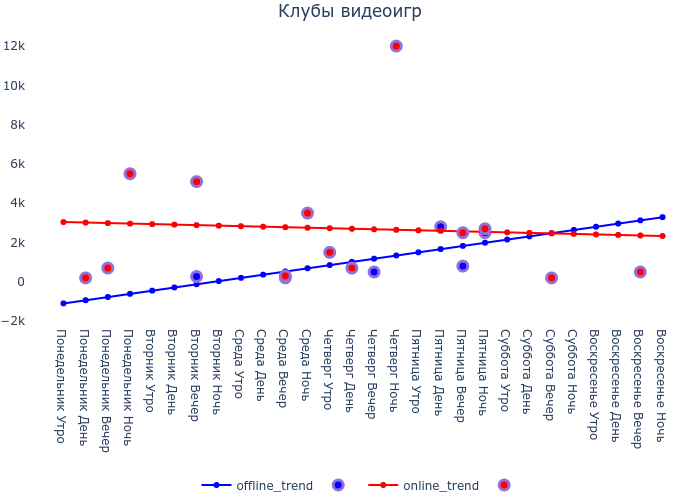 Клубы видеоигр
12k
10k
8k
6k
4k
2k
0
−2k
Понедельник Утро
Понедельник День
Понедельник Вечер
Понедельник Ночь
Вторник Утро
Вторник День
Вторник Вечер
Вторник Ночь
Среда Утро
Среда День
Среда Вечер
Среда Ночь
Четверг Утро
Четверг День
Четверг Вечер
Четверг Ночь
Пятница Утро
Пятница День
Пятница Вечер
Пятница Ночь
Суббота Утро
Суббота День
Суббота Вечер
Суббота Ночь
Воскресенье Утро
Воскресенье День
Воскресенье Вечер
Воскресенье Ночь
offline_trend
online_trend